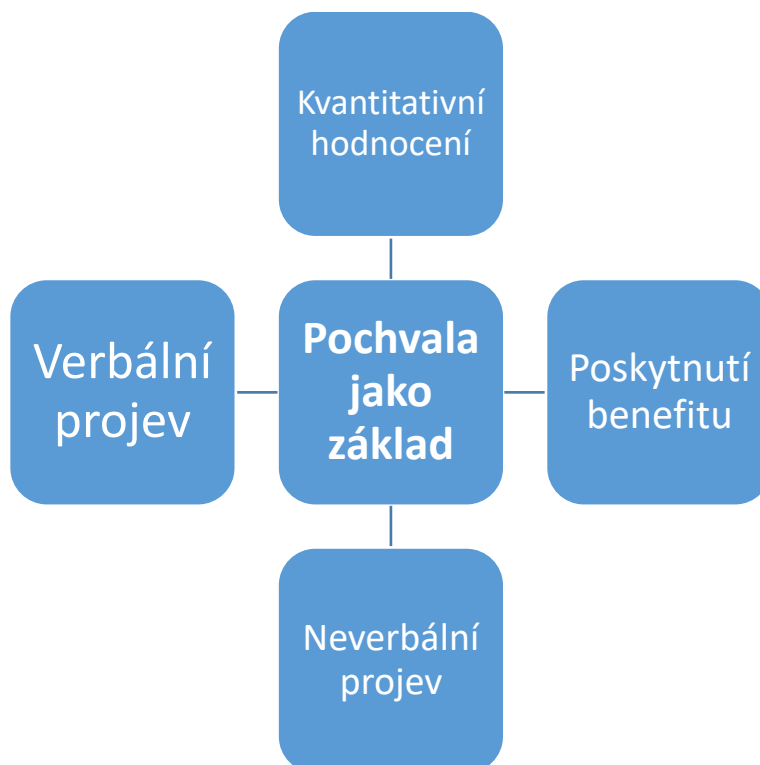 Kvantitativní
hodnocení
Verbální
projev
Pochvala
jako
základ
Poskytnutí
benefitu
Neverbální
projev